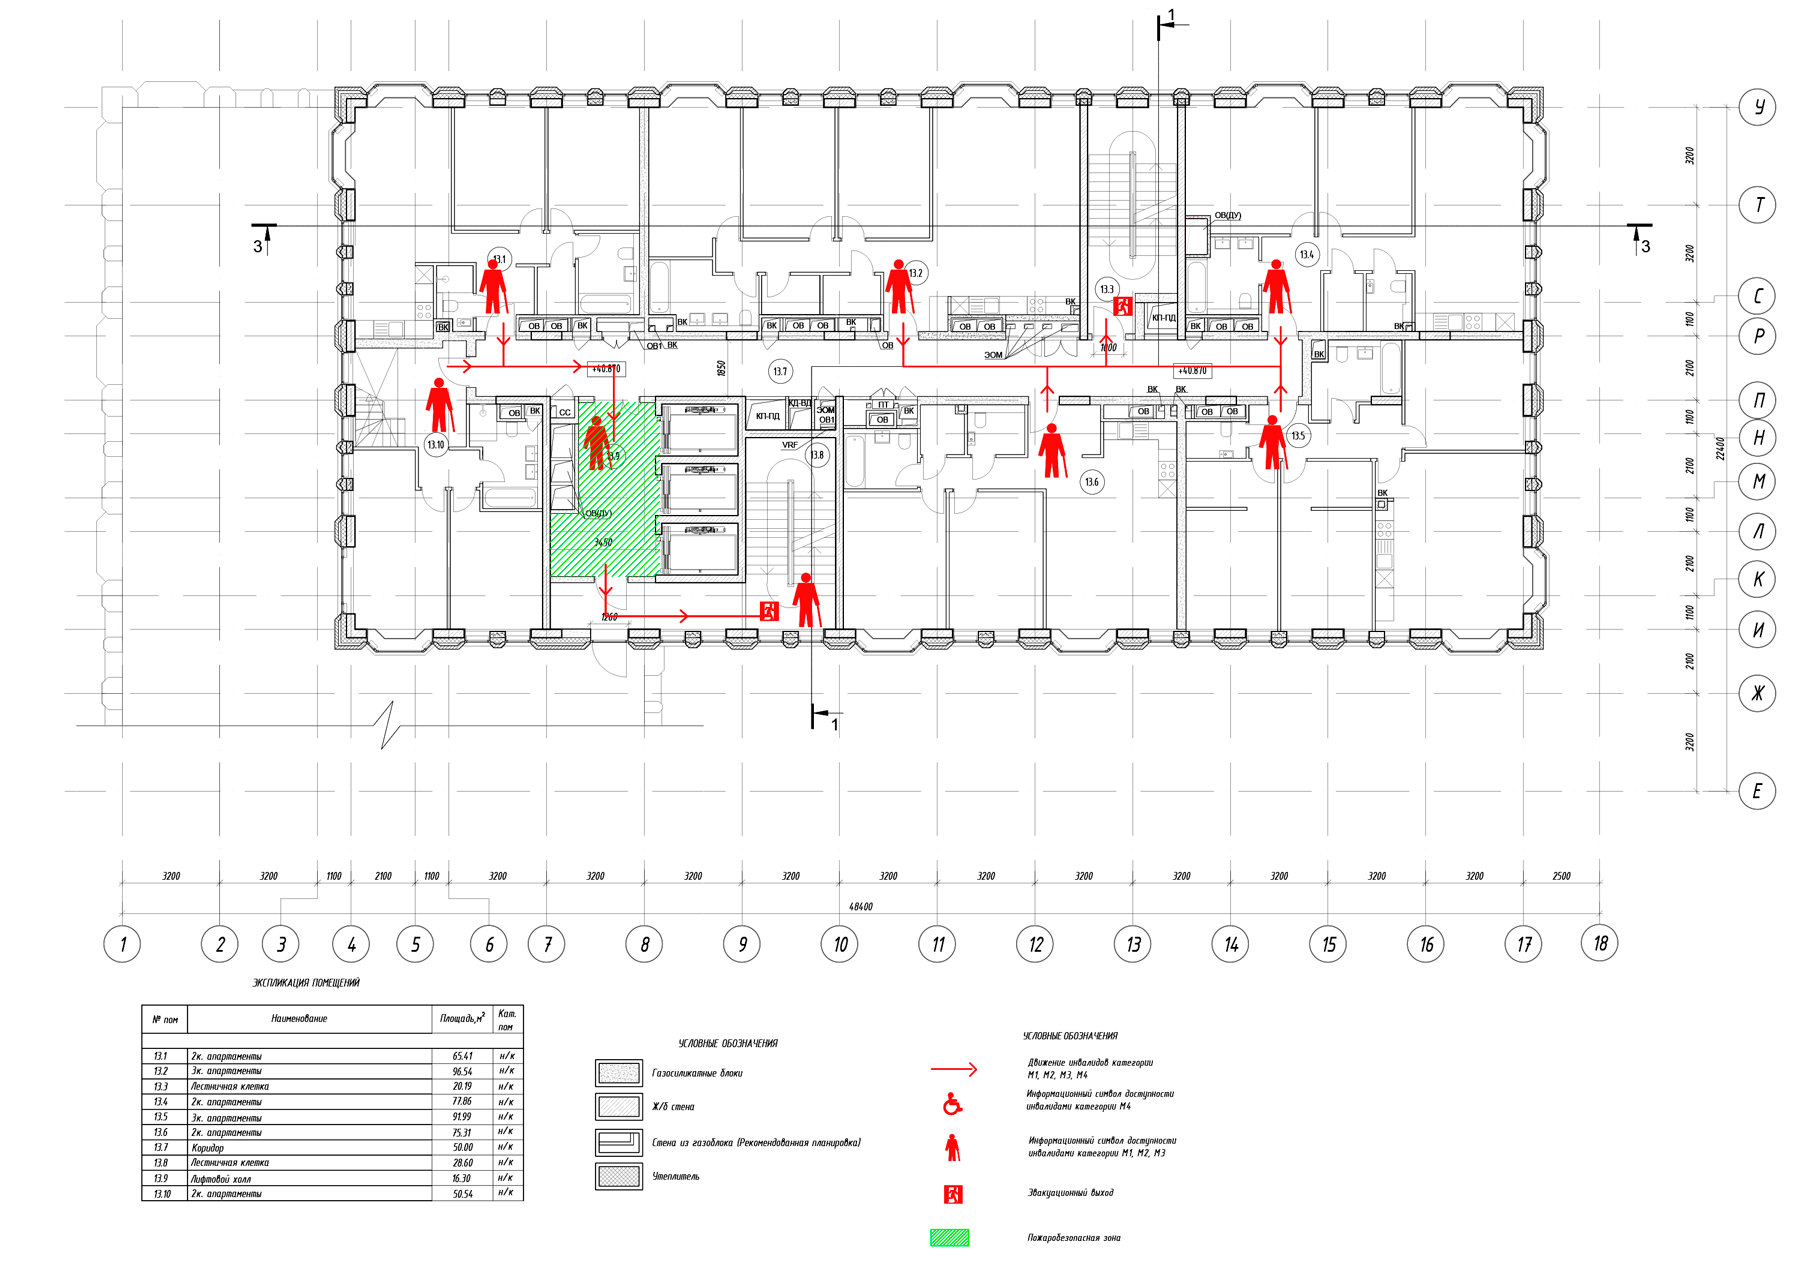 1
У
3200
Т
ОВ(ДУ)
3
3
3200
13.1
13.2
13.3
13.4
С
ВК
КП-ПД
1100
ВК
ОВ
ОВ
ВК
ВК
ВК
ОВ
ОВ
ВК
ОВ
ОВ
ВК
ОВ
ОВ
ВК
Р
ОВ1
ВК
ОВ
ЭОМ
1000
ВК
+40.870
1850
13.7
+40.870
2100
ВК
ВК
П
ОВ
ВК
СС
КП-ПД
КД-ВД
ЭОМ
ОВ1
ПТ
ОВ
ВК
ОВ
ОВ
ОВ
1100
13.10
13.9
VRF
13.8
13.5
Н
22400
2100
13.6
М
ВК
ОВ(ДУ)
1100
Л
3450
2100
К
1260
1100
И
2100
Ж
1
3200
Е
3200
3200
1100
2100
1100
3200
3200
3200
3200
3200
3200
3200
3200
3200
3200
2500
48400
1
2
3
4
5
6
7
8
9
10
11
12
13
14
15
16
17
18
ЭКСПЛИКАЦИЯ ПОМЕЩЕНИЙ
№ пом Наименование Площадь,м² Кат. пом
13.1 2к. апартаменты 65.41 н/к
13.2 3к. апартаменты 96.54 н/к
13.3 Лестничная клетка 20.19 н/к
13.4 2к. апартаменты 77.86 н/к
13.5 3к. апартаменты 91.99 н/к
13.6 2к. апартаменты 75.31 н/к
13.7 Коридор 50.00 н/к
13.8 Лестничная клетка 28.60 н/к
13.9 Лифтовой холл 16.30 н/к
13.10 2к. апартаменты 50.54 н/к
УСЛОВНЫЕ ОБОЗНАЧЕНИЯ
Газосиликатные блоки
Ж/б стена
Стена из газоблока (Рекомендованная планировка)
Утеплитель
УСЛОВНЫЕ ОБОЗНАЧЕНИЯ
Движение инвалидов категории
М1, М2, М3, М4
Информационный символ доступности
инвалидами категории М4
Информационный символ доступности
инвалидами категории М1, М2, М3
Эвакуационный выход
Пожаробезопасная зона